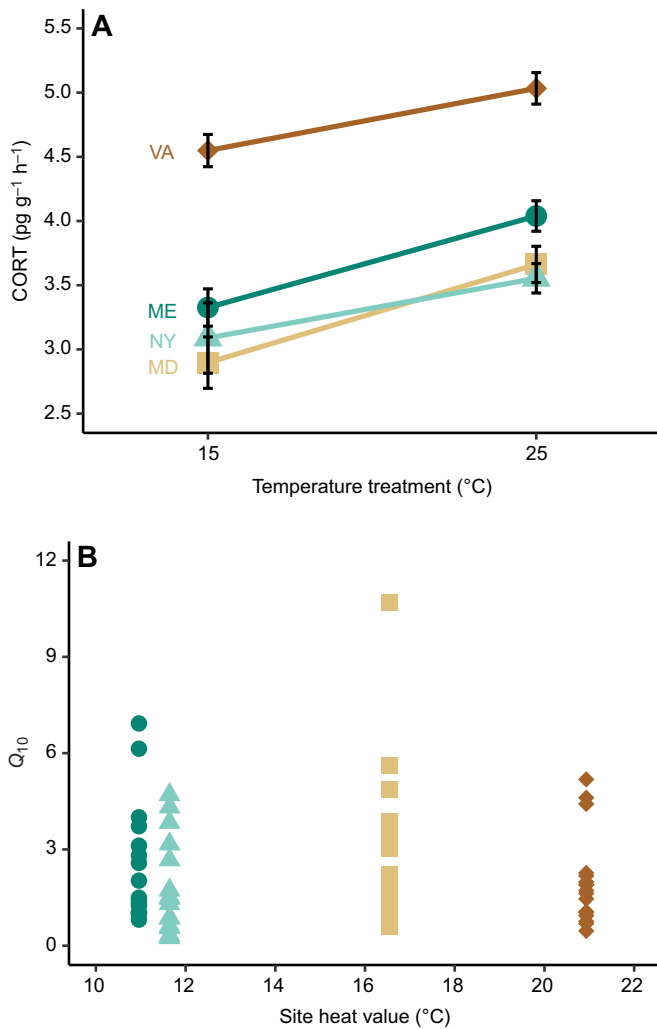 A
5.5
5.0
4.5
4.0
3.5
3.0
2.5
CORT (pg g⁻¹ h⁻¹)
VA
ME
NY
MD
15
25
Temperature treatment (°C)
B
12
9
6
3
0
Q₁₀
10
12
14
16
18
20
22
Site heat value (°C)